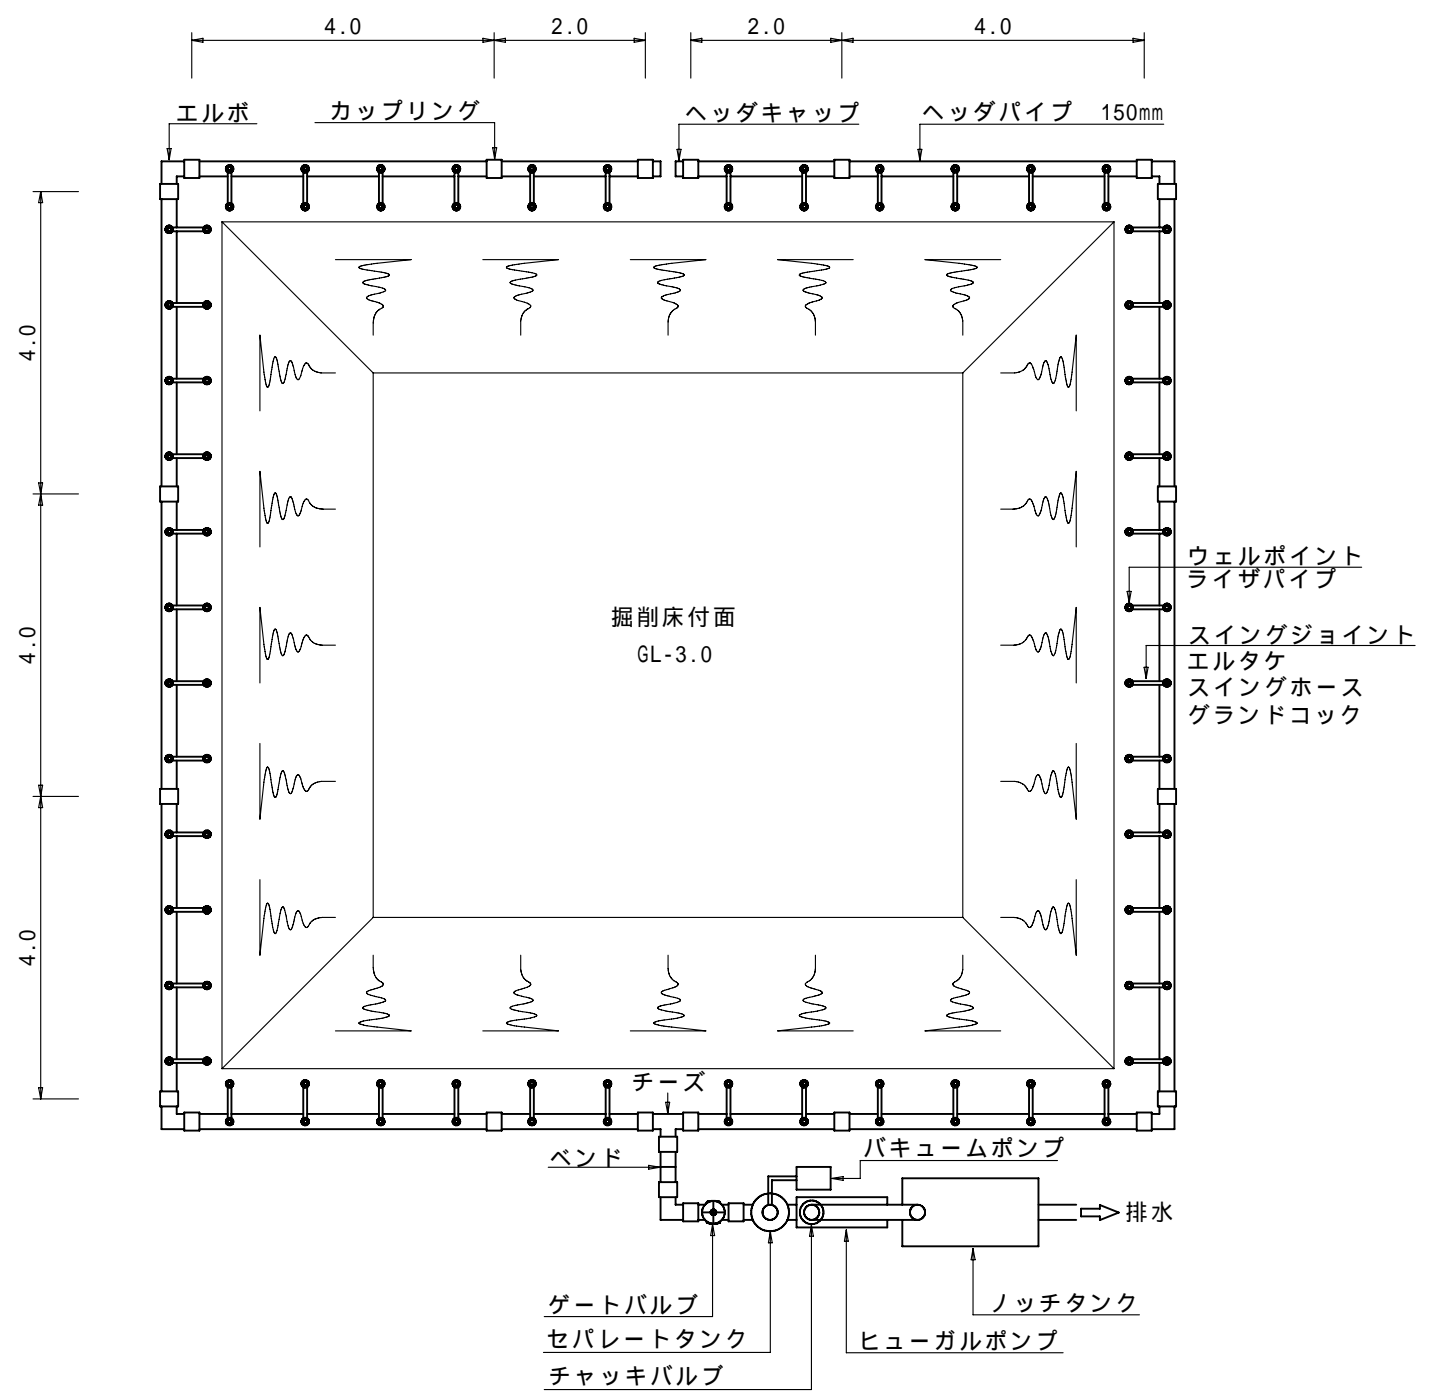 4.0
2.0
2.0
4.0
エルボ
カップリング
ヘッダキャップ
ヘッダパイプ 150mm
4.0
4.0
4.0
ウェルポイント
ライザパイプ
掘削床付面
GL-3.0
スイングジョイント
エルタケ
スイングホース
グランドコック
チーズ
ベンド
バキュームポンプ
排水
ゲートバルブ
ノッチタンク
セパレートタンク
ヒューガルポンプ
チャッキバルブ